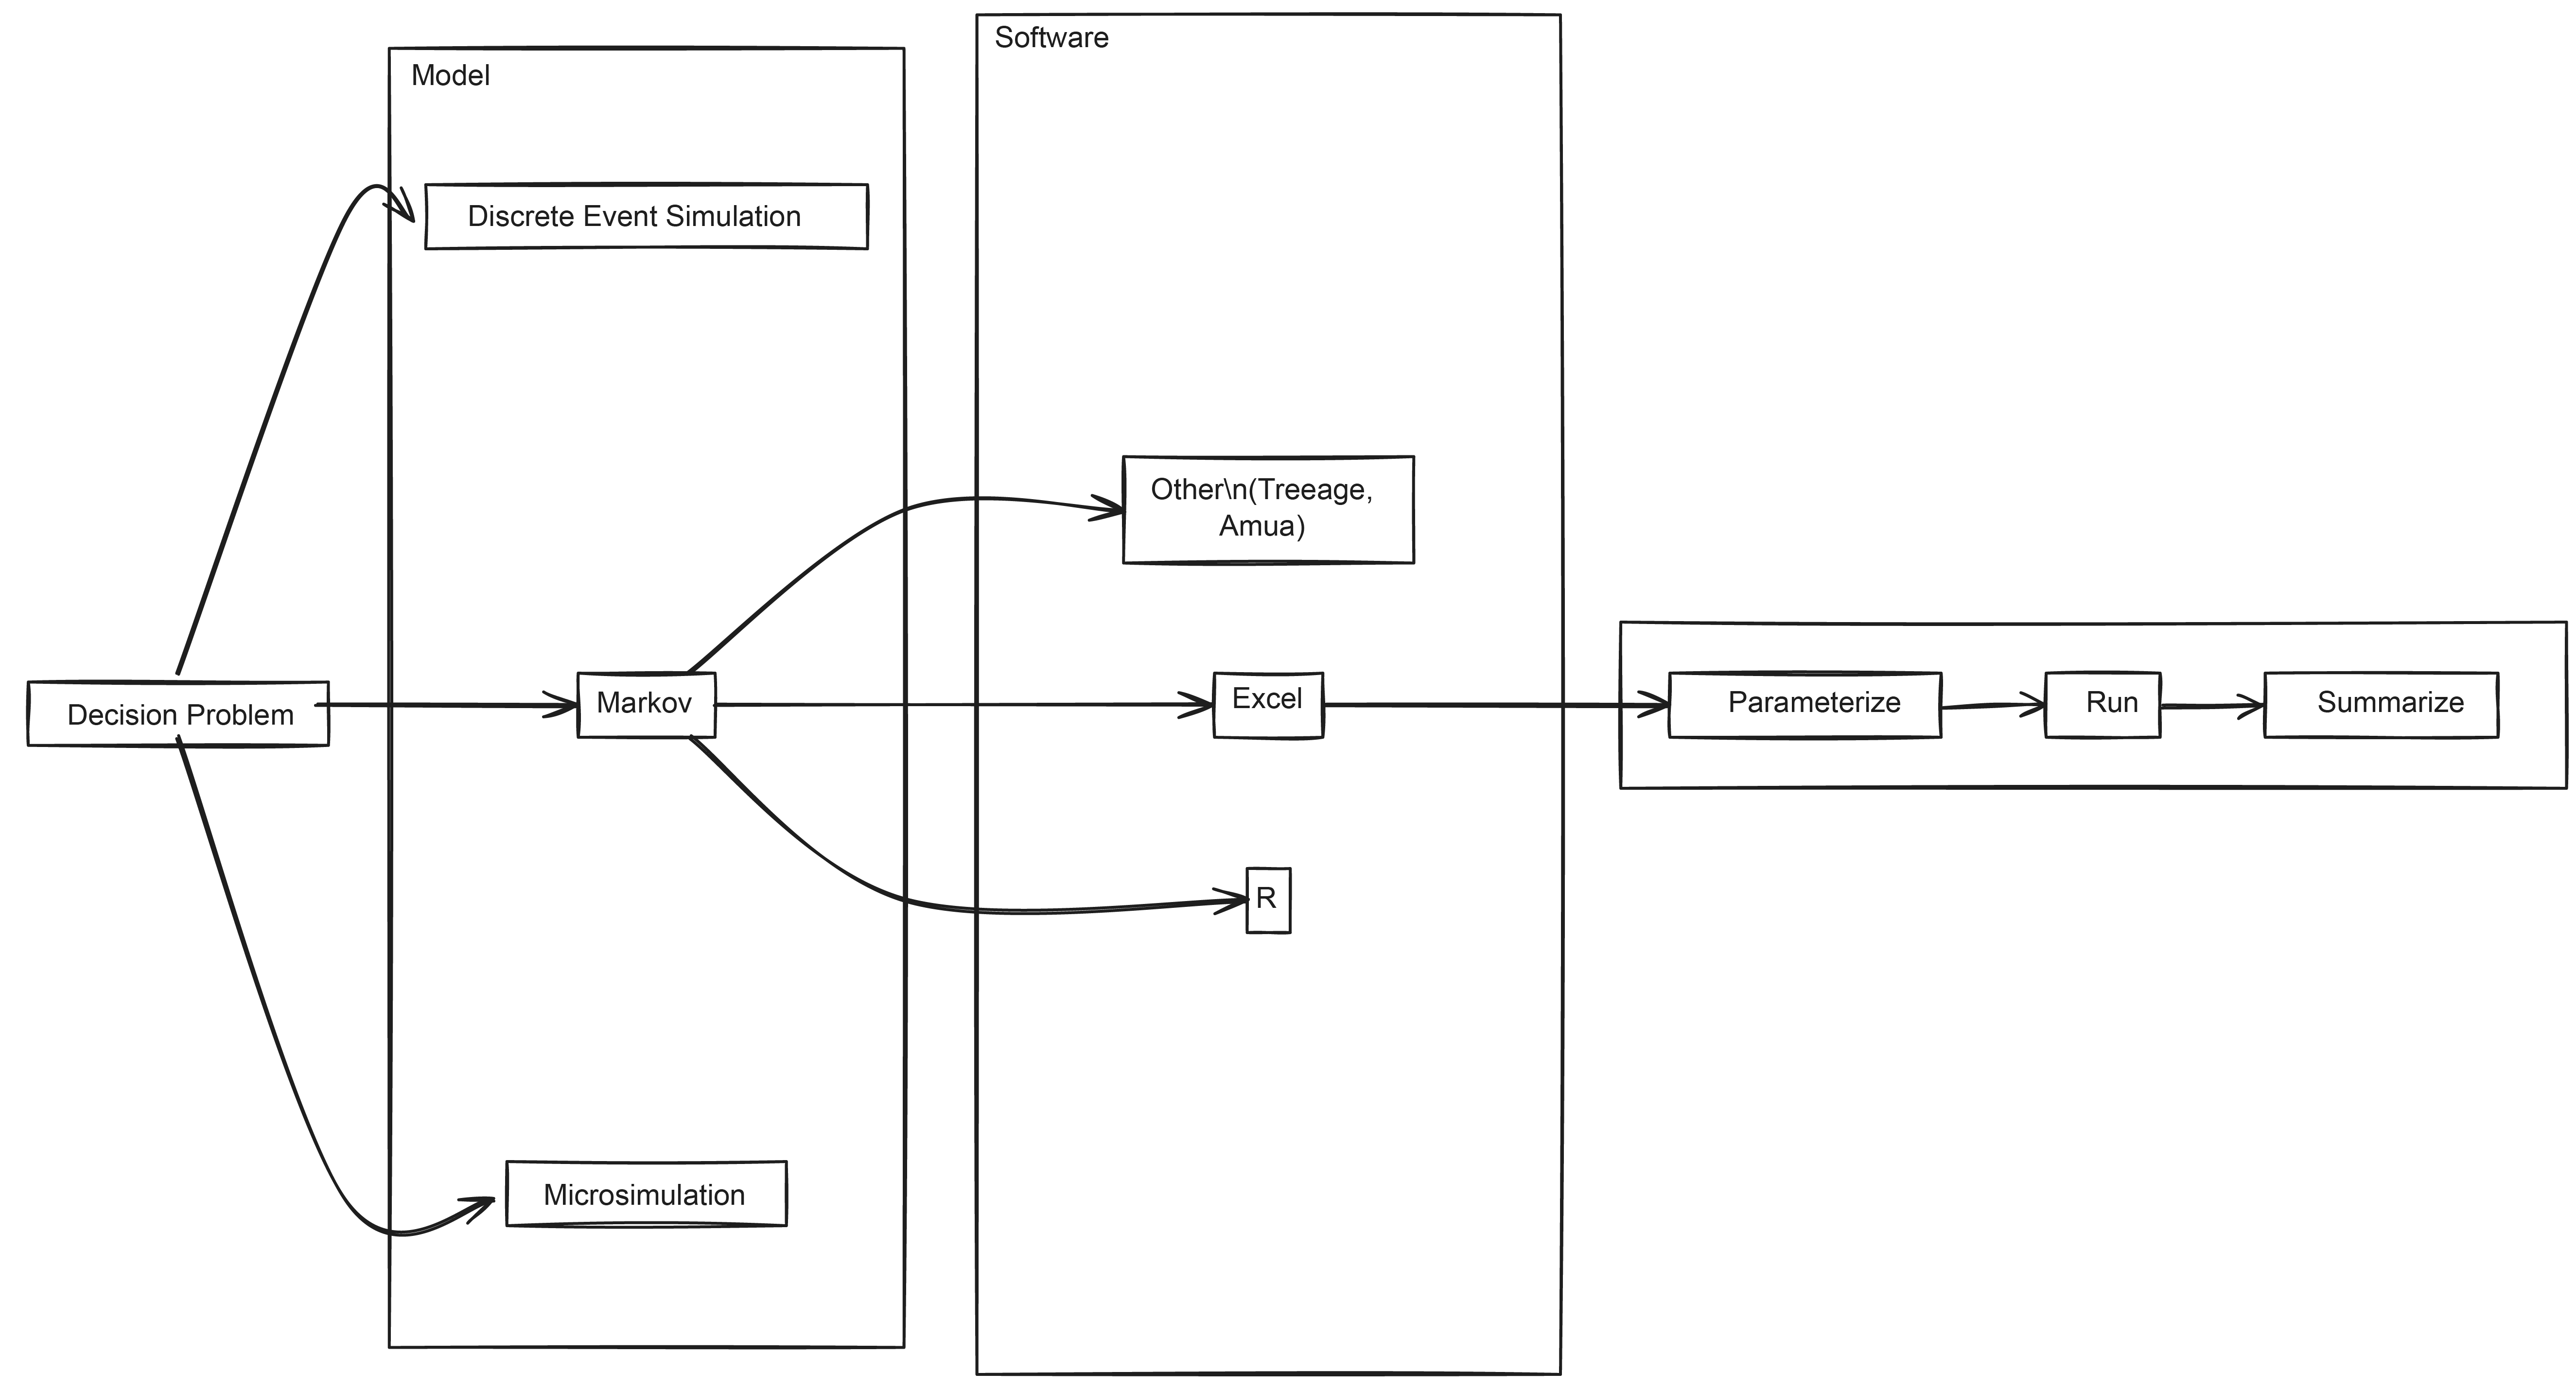 Software
Model
Discrete Event Simulation
Other\n(Treeage,
Amua)
Decision Problem
Markov
Excel
Parameterize
Run
Summarize
R
Microsimulation